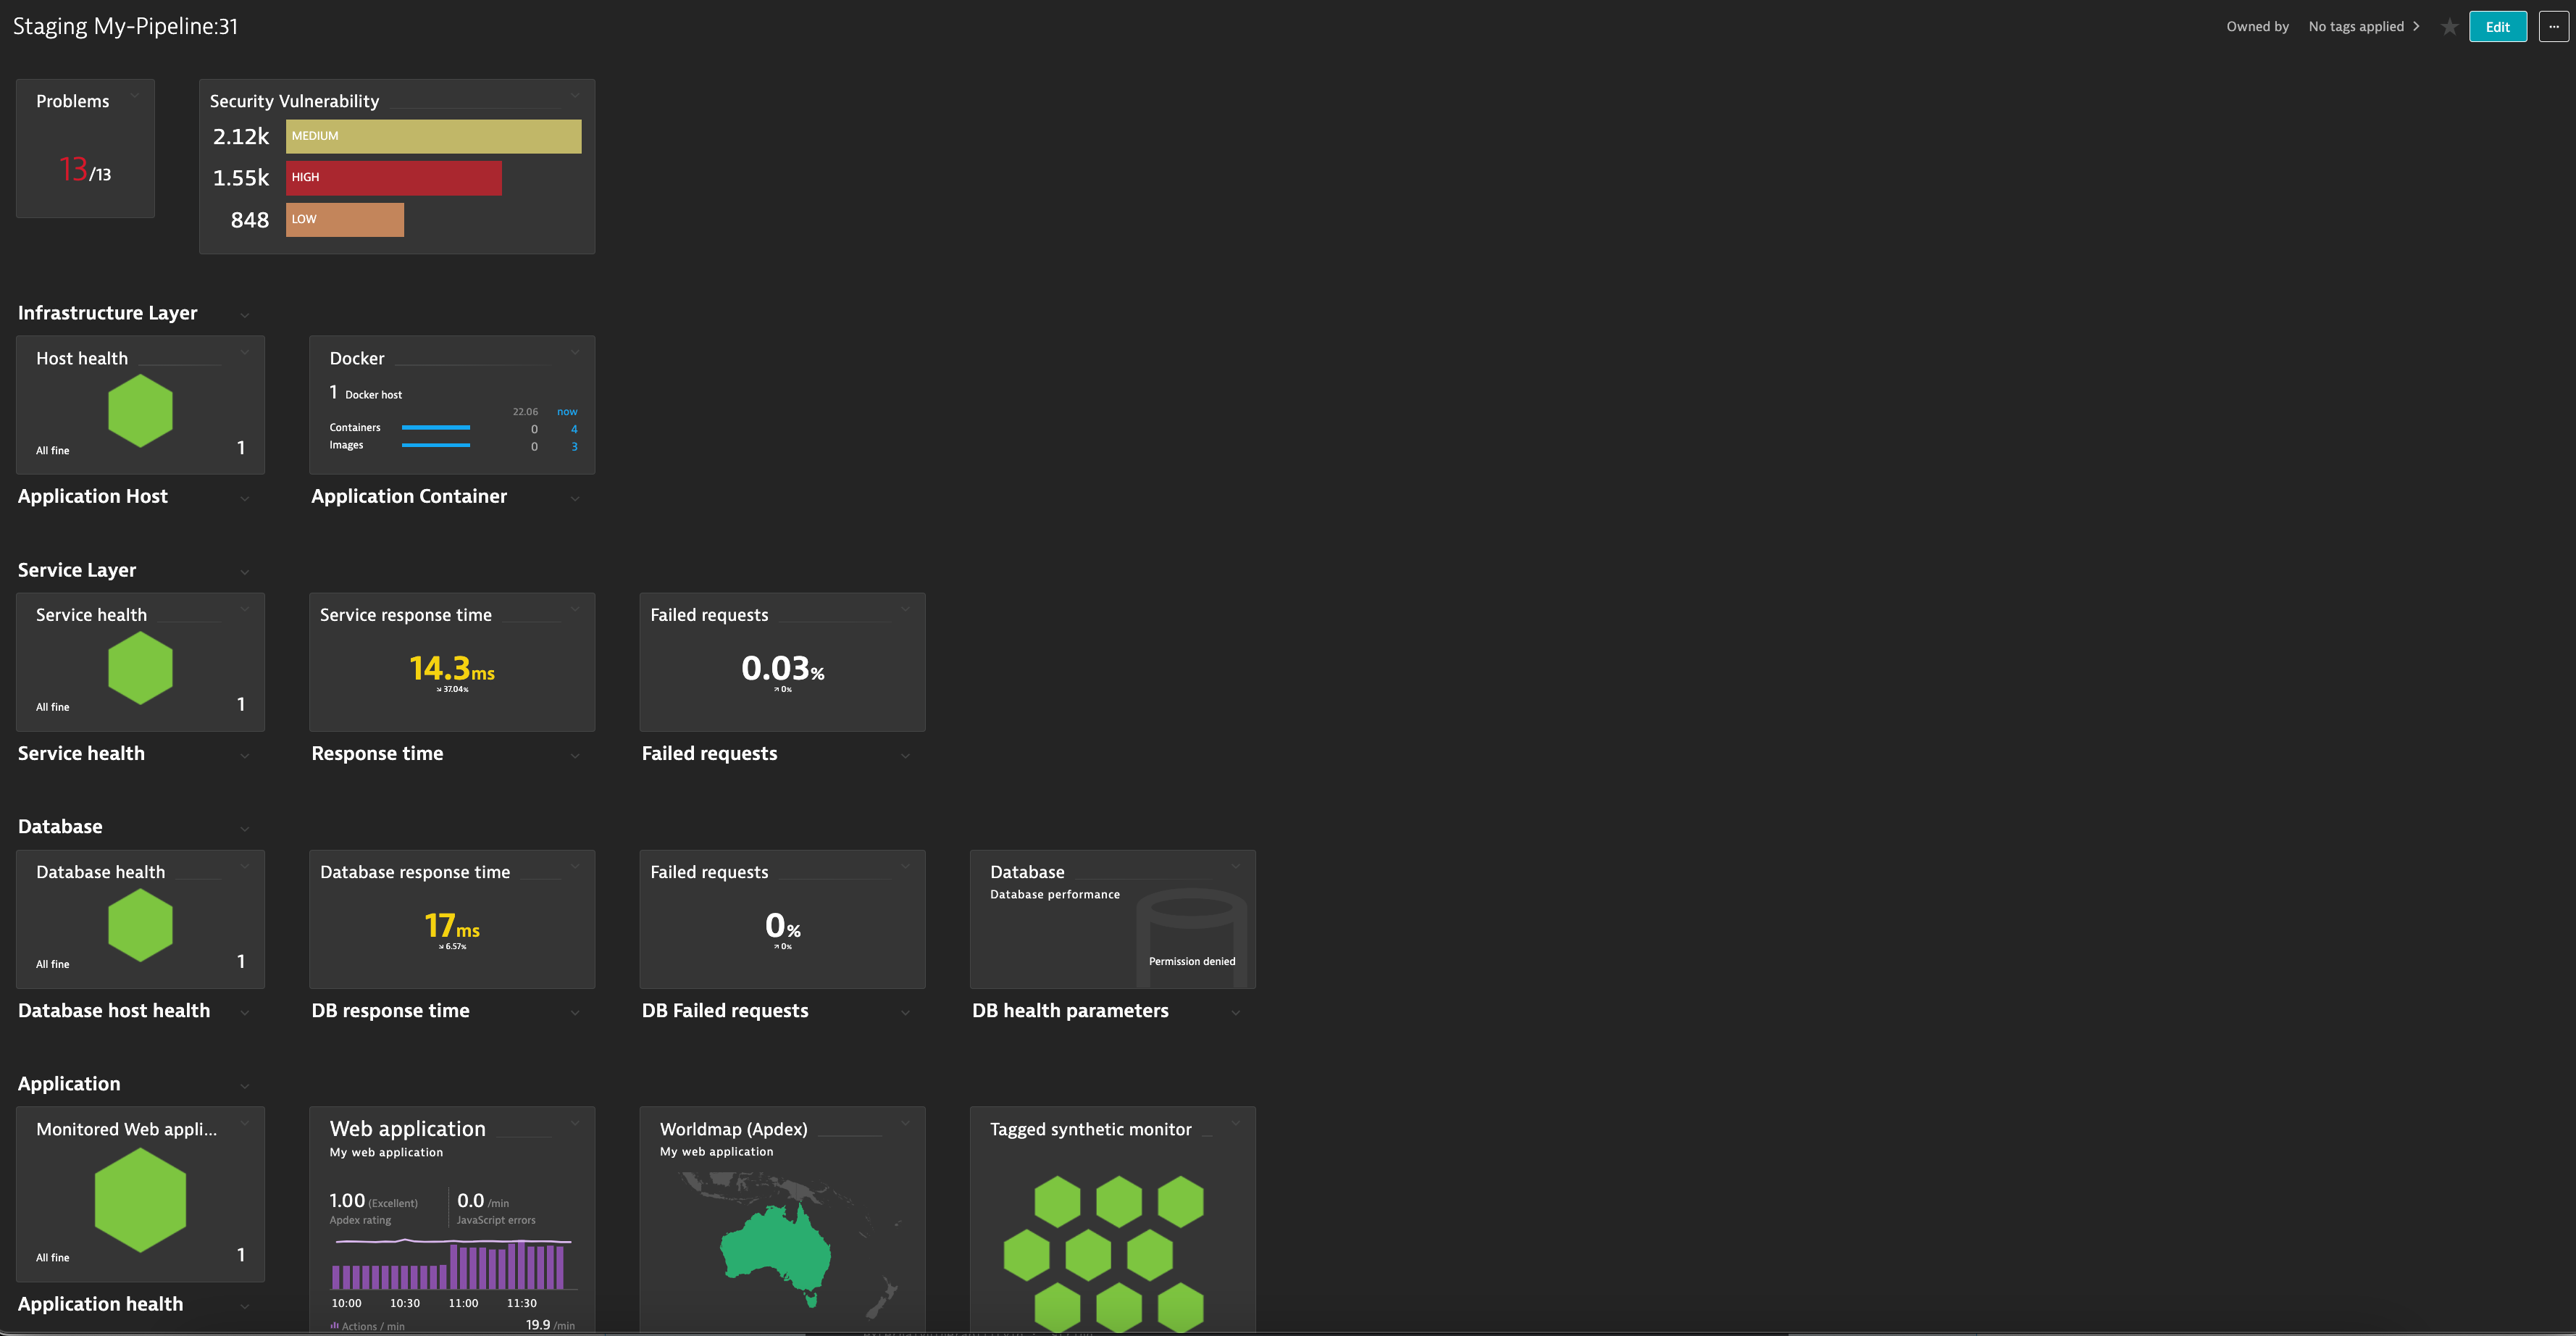 Staging My-Pipeline:31
Owned by No tags applied
Edit
...
Problems
13/13
Security Vulnerability
2.12k MEDIUM
1.55k HIGH
848 LOW
Infrastructure Layer
Host health
All fine 1
Docker
1 Docker host
22.06 now
Containers 0 4
Images 0 3
Application Host
Application Container
Service Layer
Service health
All fine 1
Service response time
14.3ms
37.04%
Failed requests
0.03%
0%
Service health
Response time
Failed requests
Database
Database health
All fine 1
Database response time
17ms
6.57%
Failed requests
0%
0%
Database
Database performance
Permission denied
Database host health
DB response time
DB Failed requests
DB health parameters
Application
Monitored Web appli...
All fine 1
Web application
My web application
1.00 (Excellent)
Apdex rating
0.0 /min
JavaScript errors
10:00 10:30 11:00 11:30
Actions / min 19.9 /min
Worldmap (Apdex)
My web application
Tagged synthetic monitor
Application health